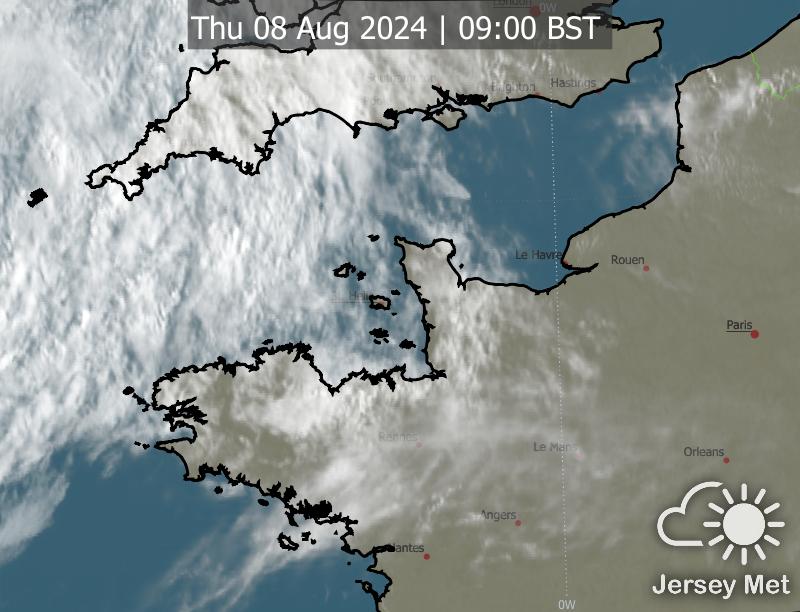 London
0W
Thu 08 Aug 2024 | 09:00 BST
Southampton
Brighton
Hastings
Le Havre
Rouen
Paris
Rennes
Le Mans
Orleans
Angers
Nantes
Jersey Met
0W